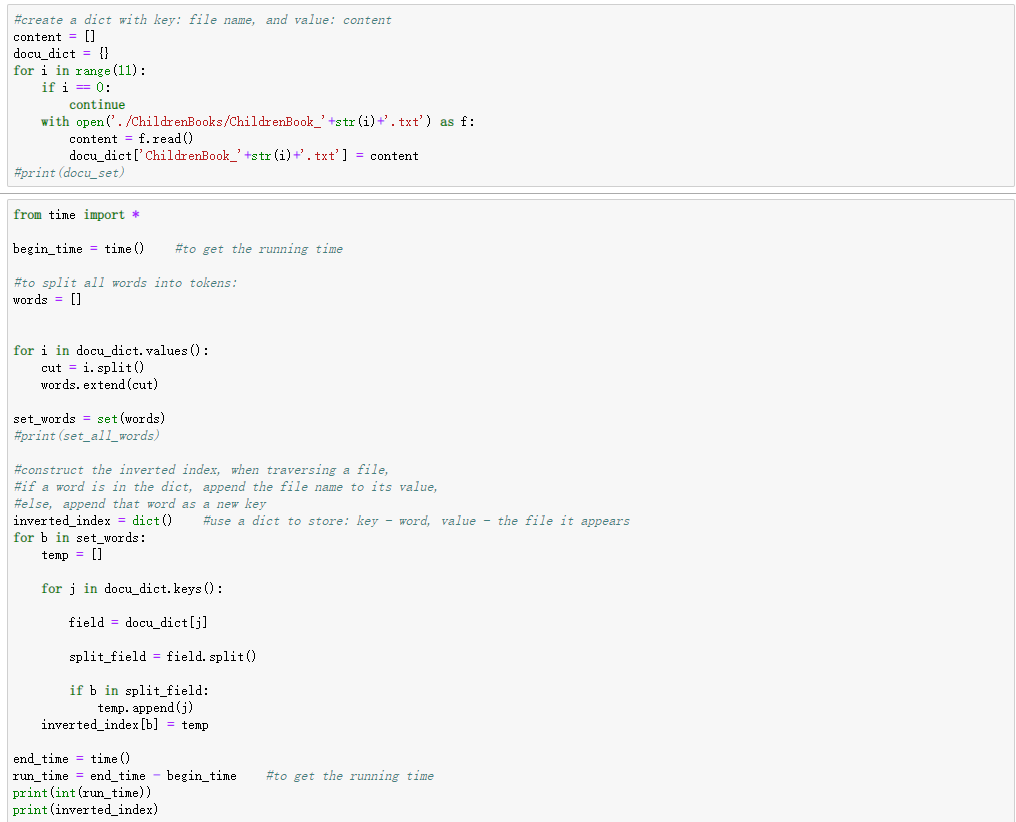 #create a dict with key: file name, and value: content
content = []
docu_dict = {}
for i in range(11):
    if i == 0:
        continue
    with open('./ChildrenBooks/ChildrenBook_'+str(i)+'.txt') as f:
        content = f.read()
        docu_dict['ChildrenBook_'+str(i)+'.txt'] = content
#print(docu_set)
from time import *
begin_time = time()    #to get the running time
#to split all words into tokens:
words = []
for i in docu_dict.values():
    cut = i.split()
    words.extend(cut)
set_words = set(words)
#print(set_all_words)
#construct the inverted index, when traversing a file,
#if a word is in the dict, append the file name to its value,
#else, append that word as a new key
inverted_index = dict()    #use a dict to store: key - word, value - the file it appears
for b in set_words:
    temp = []
    for j in docu_dict.keys():
        field = docu_dict[j]
        split_field = field.split()
        if b in split_field:
            temp.append(j)
    inverted_index[b] = temp
end_time = time()
run_time = end_time - begin_time    #to get the running time
print(int(run_time))
print(inverted_index)